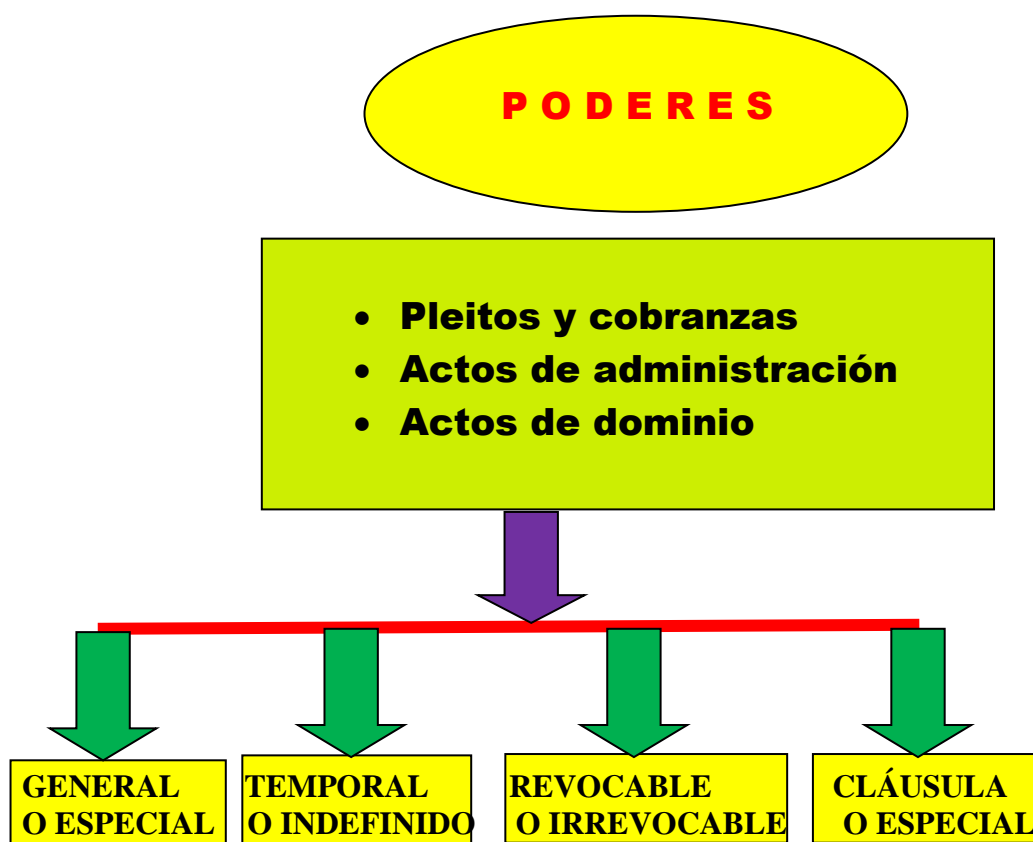 P O D E R E S
• Pleitos y cobranzas
• Actos de administración
• Actos de dominio
GENERAL
O ESPECIAL
TEMPORAL
O INDEFINIDO
REVOCABLE
O IRREVOCABLE
CLÁUSULA
O ESPECIAL